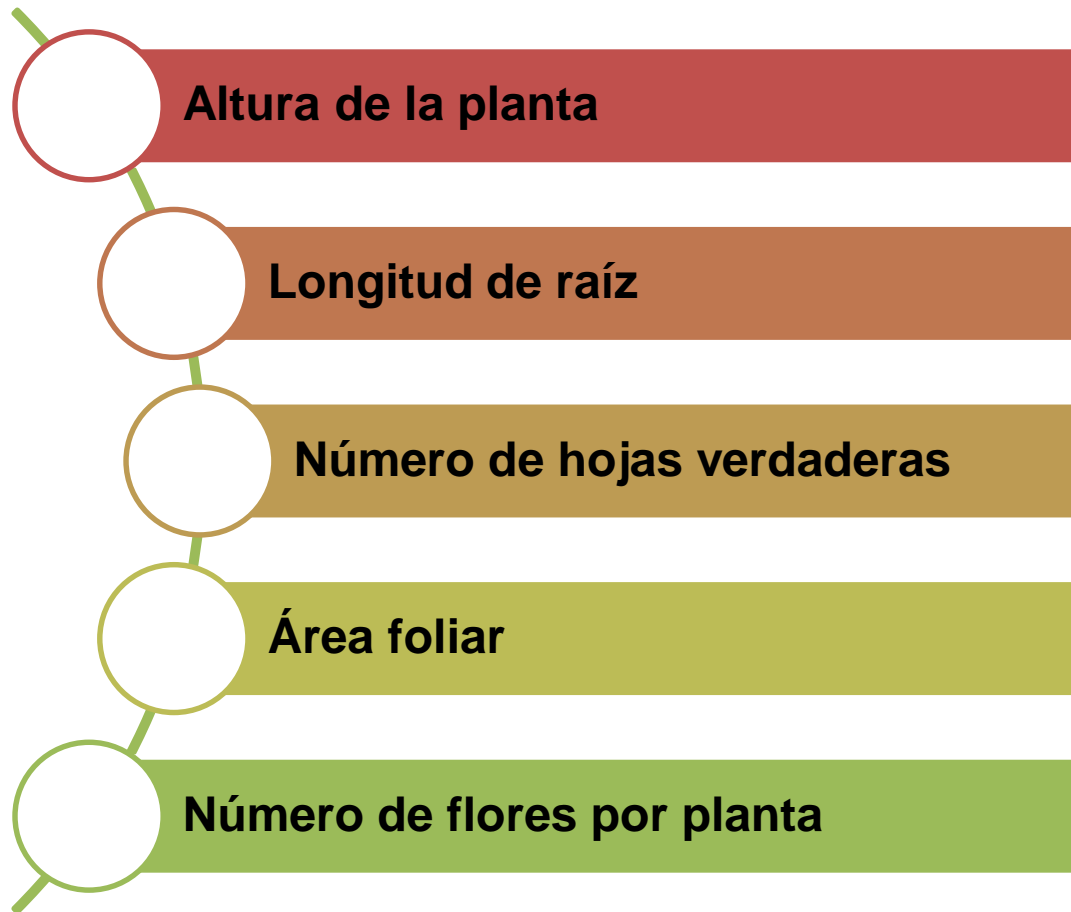 Altura de la planta
Longitud de raíz
Número de hojas verdaderas
Área foliar
Número de flores por planta